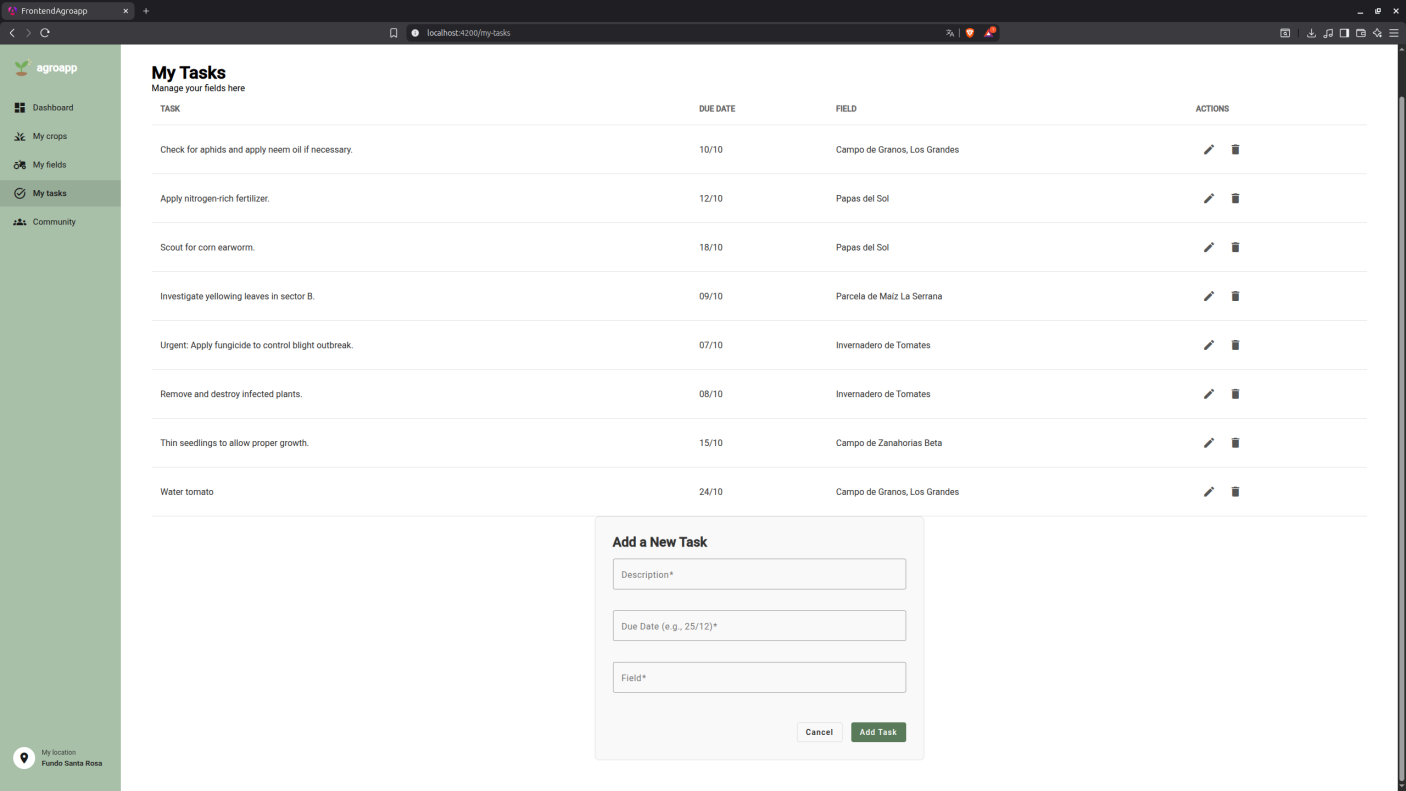 FrontendAgroapp
localhost:4200/my-tasks
agroapp
Dashboard
My crops
My fields
My tasks
Community
My location
Fundo Santa Rosa
My Tasks
Manage your fields here
TASK DUE DATE FIELD ACTIONS
Check for aphids and apply neem oil if necessary. 10/10 Campo de Granos, Los Grandes
Apply nitrogen-rich fertilizer. 12/10 Papas del Sol
Scout for corn earworm. 18/10 Papas del Sol
Investigate yellowing leaves in sector B. 09/10 Parcela de Maíz La Serrana
Urgent: Apply fungicide to control blight outbreak. 07/10 Invernadero de Tomates
Remove and destroy infected plants. 08/10 Invernadero de Tomates
Thin seedlings to allow proper growth. 15/10 Campo de Zanahorias Beta
Water tomato 24/10 Campo de Granos, Los Grandes
Add a New Task
Description*
Due Date (e.g., 25/12)*
Field*
Cancel Add Task